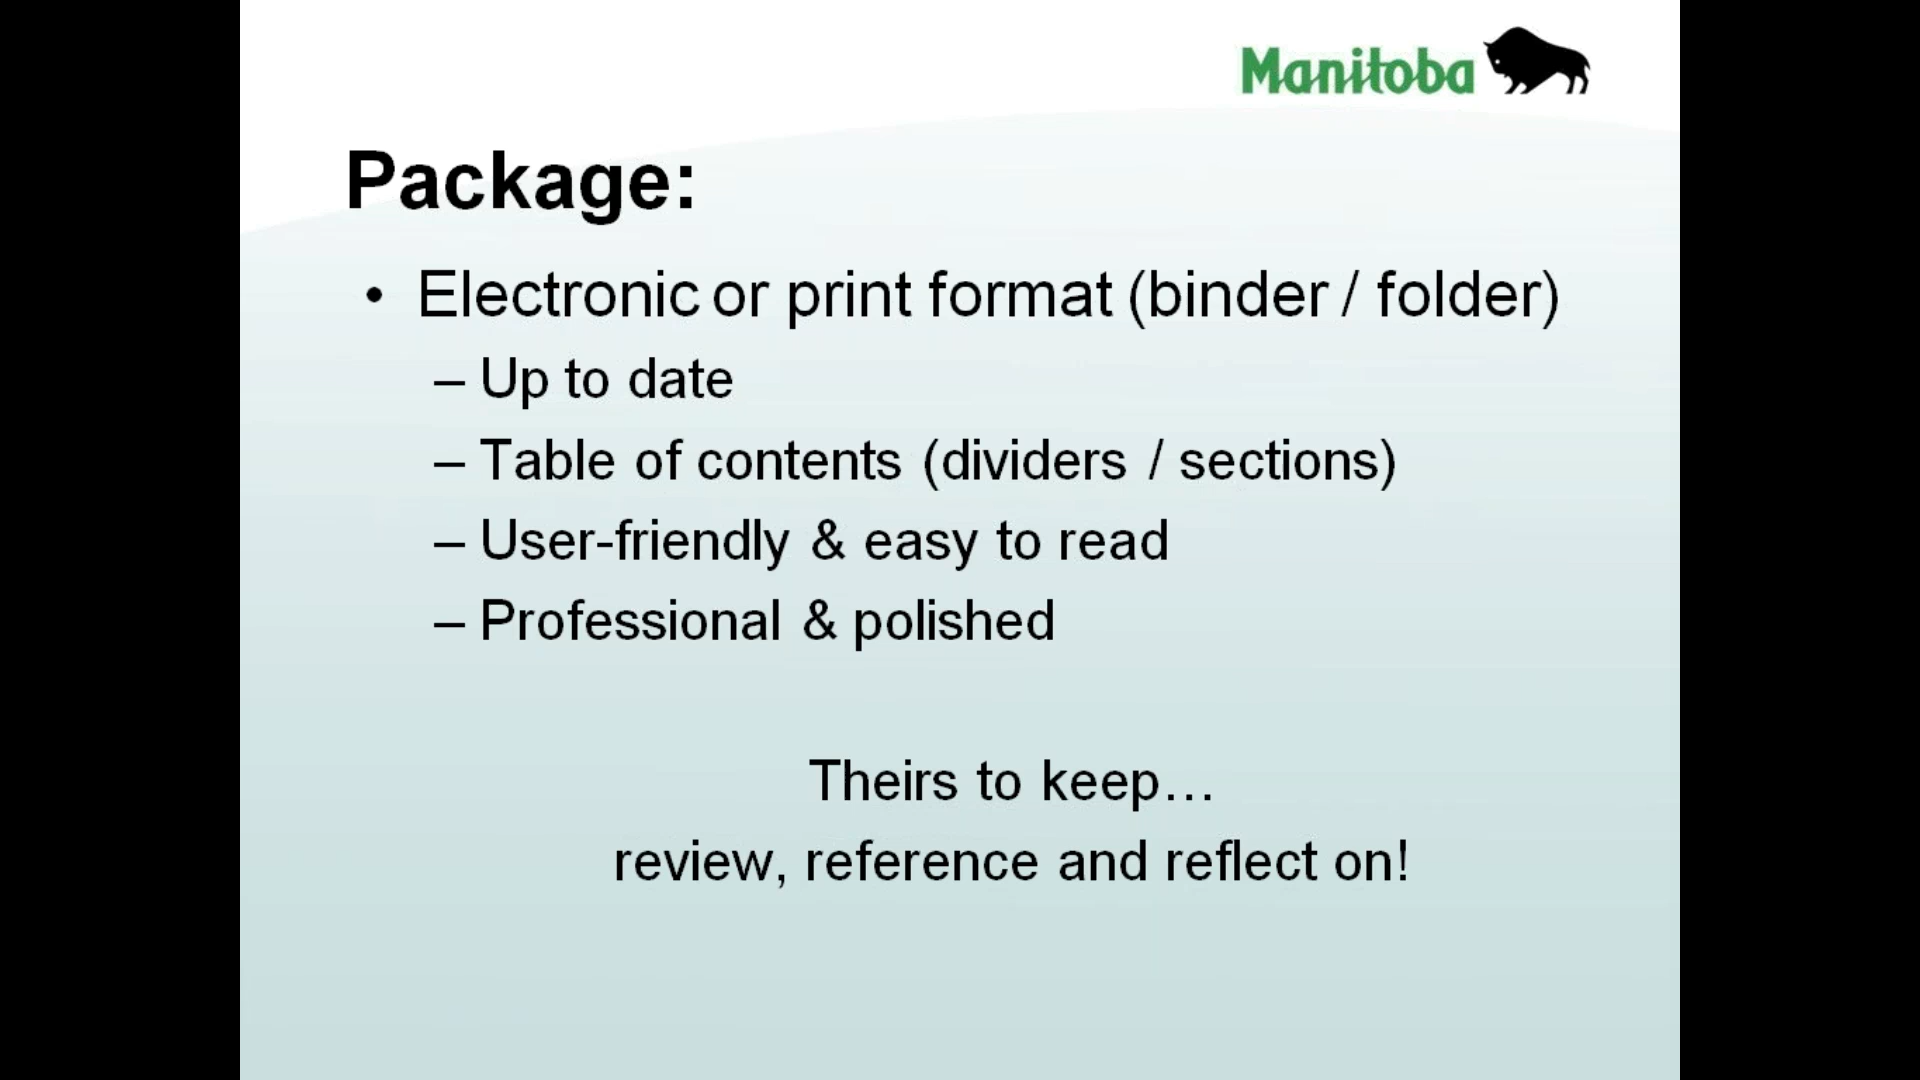 Manitoba
Package:
• Electronic or print format (binder / folder)
– Up to date
– Table of contents (dividers / sections)
– User-friendly & easy to read
– Professional & polished
Theirs to keep…
review, reference and reflect on!